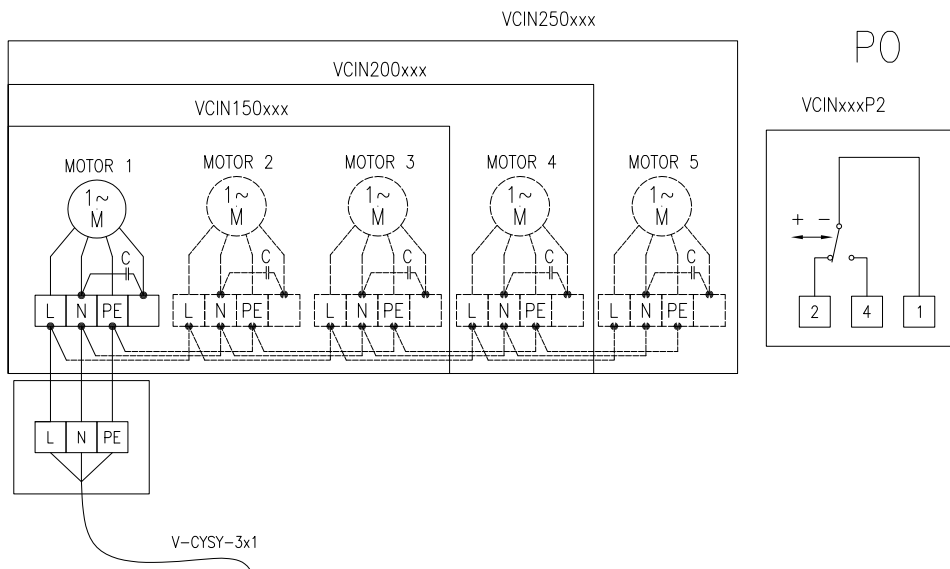 VCIN250xxx
PO
VCIN200xxx
VCINxxxP2
VCIN150xxx
MOTOR 1 MOTOR 2 MOTOR 3 MOTOR 4 MOTOR 5
1~ 1~ 1~ 1~ 1~
M M M M M
+ −
C C C C C
L N PE L N PE L N PE L N PE L N PE
2 4 1
L N PE
V-CYSY-3x1